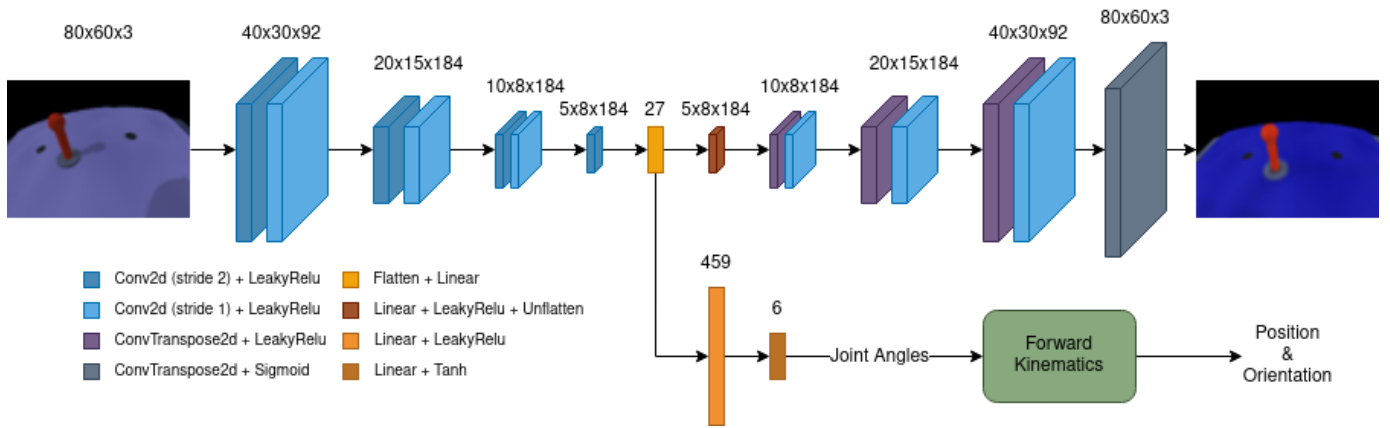 80x60x3
40x30x92
20x15x184
10x8x184
5x8x184
27
5x8x184
10x8x184
20x15x184
40x30x92
80x60x3
Conv2d (stride 2) + LeakyRelu
Conv2d (stride 1) + LeakyRelu
ConvTranspose2d + LeakyRelu
ConvTranspose2d + Sigmoid
Flatten + Linear
Linear + LeakyRelu + Unflatten
Linear + LeakyRelu
Linear + Tanh
459
6
Joint Angles
Forward
Kinematics
Position
&
Orientation